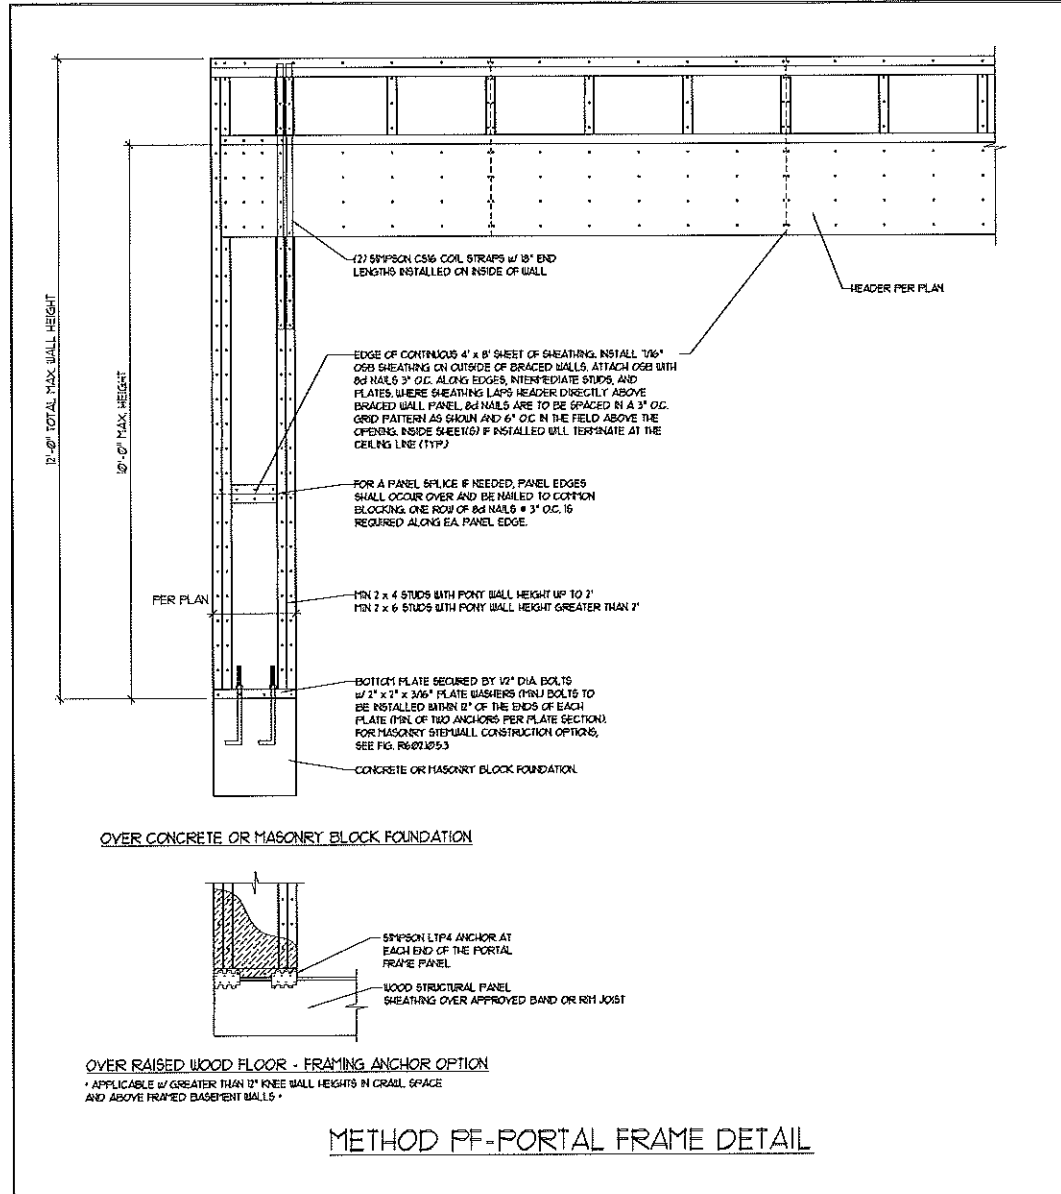 12'-0" TOTAL MAX. WALL HEIGHT
10'-0" MAX. HEIGHT
(2) SIMPSON CS16 COIL STRAPS W/ 18" END
LENGTHS INSTALLED ON INSIDE OF WALL
HEADER PER PLAN
EDGE OF CONTINUOUS 4' x 8' SHEET OF SHEATHING. INSTALL 7/16"
OSB SHEATHING ON OUTSIDE OF BRACED WALLS. ATTACH OSB WITH
8d NAILS 3" O.C. ALONG EDGES, INTERMEDIATE STUDS, AND
PLATES. WHERE SHEATHING LAPS HEADER DIRECTLY ABOVE
BRACED WALL PANEL, 8d NAILS ARE TO BE SPACED IN A 3" O.C.
GRID PATTERN AS SHOWN AND 6" O.C. IN THE FIELD ABOVE THE
OPENING. INSIDE SHEET(S) IF INSTALLED WILL TERMINATE AT THE
CEILING LINE (TYP.)
FOR A PANEL SPLICE IF NEEDED, PANEL EDGES
SHALL OCCUR OVER AND BE NAILED TO COMMON
BLOCKING. ONE ROW OF 8d NAILS @ 3" O.C. IS
REQUIRED ALONG EA. PANEL EDGE.
PER PLAN
MIN 2 x 4 STUDS WITH PONY WALL HEIGHT UP TO 2'
MIN 2 x 6 STUDS WITH PONY WALL HEIGHT GREATER THAN 2'
BOTTOM PLATE SECURED BY 1/2" DIA. BOLTS
W/ 2" x 2" x 3/16" PLATE WASHERS (MIN.) BOLTS TO
BE INSTALLED WITHIN 12" OF THE ENDS OF EACH
PLATE (MIN. OF TWO ANCHORS PER PLATE SECTION).
FOR MASONRY STEMWALL CONSTRUCTION OPTIONS,
SEE FIG. R602.10.5.3
CONCRETE OR MASONRY BLOCK FOUNDATION
OVER CONCRETE OR MASONRY BLOCK FOUNDATION
SIMPSON LTP4 ANCHOR AT
EACH END OF THE PORTAL
FRAME PANEL
WOOD STRUCTURAL PANEL
SHEATHING OVER APPROVED BAND OR RIM JOIST
OVER RAISED WOOD FLOOR - FRAMING ANCHOR OPTION
* APPLICABLE W/ GREATER THAN 12" KNEE WALL HEIGHTS IN CRAWL SPACE
AND ABOVE FRAMED BASEMENT WALLS *
METHOD PF-PORTAL FRAME DETAIL